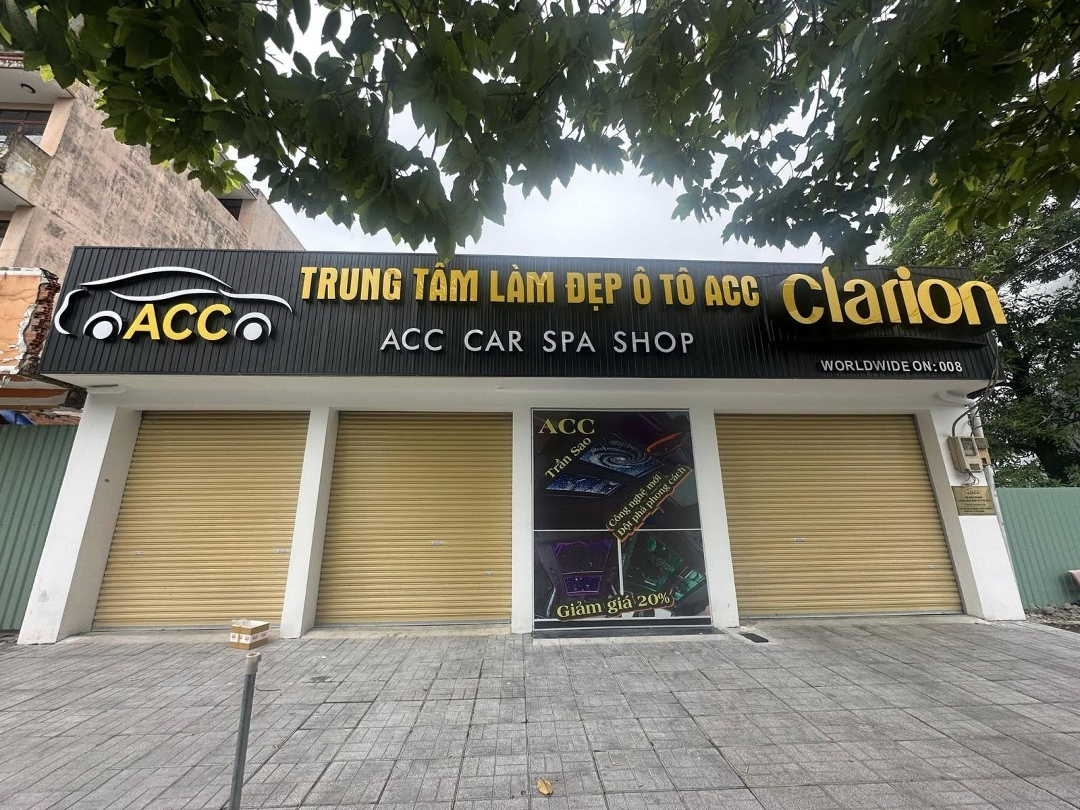 TRUNG TÂM LÀM ĐẸP Ô TÔ ACC
Clarion
ACC
ACC CAR SPA SHOP
WORLDWIDE ON: 008
ACC
Trần Sao
Công nghệ mới
Đột phá phong cách
Giảm giá 20%